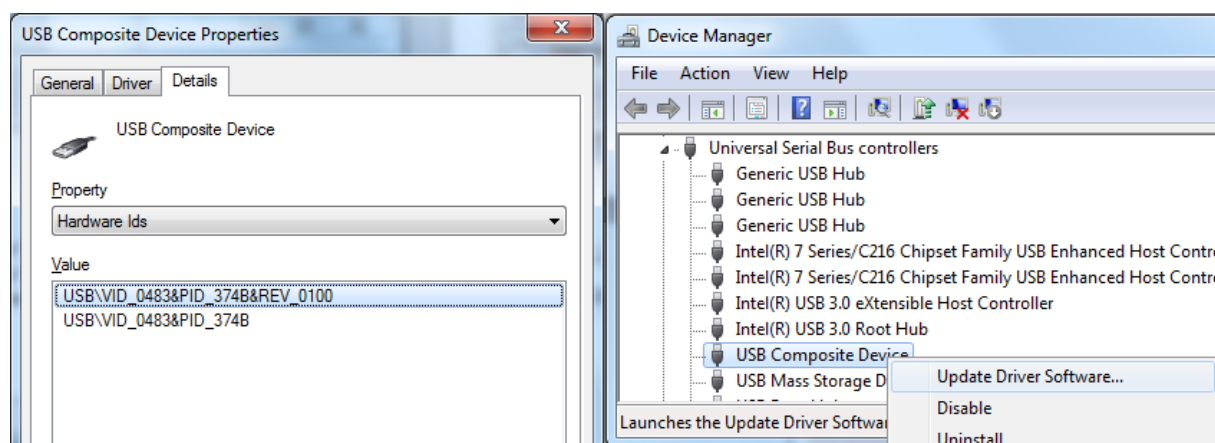 USB Composite Device Properties
General
Driver
Details
USB Composite Device
Property
Hardware Ids
Value
USB\VID_0483&PID_374B&REV_0100
USB\VID_0483&PID_374B
Device Manager
File Action View Help
Universal Serial Bus controllers
Generic USB Hub
Generic USB Hub
Generic USB Hub
Intel(R) 7 Series/C216 Chipset Family USB Enhanced Host Contr
Intel(R) 7 Series/C216 Chipset Family USB Enhanced Host Contr
Intel(R) USB 3.0 eXtensible Host Controller
Intel(R) USB 3.0 Root Hub
USB Composite Device
USB Mass Storage D
Update Driver Software...
Disable
Uninstall
Launches the Update Driver Softwar